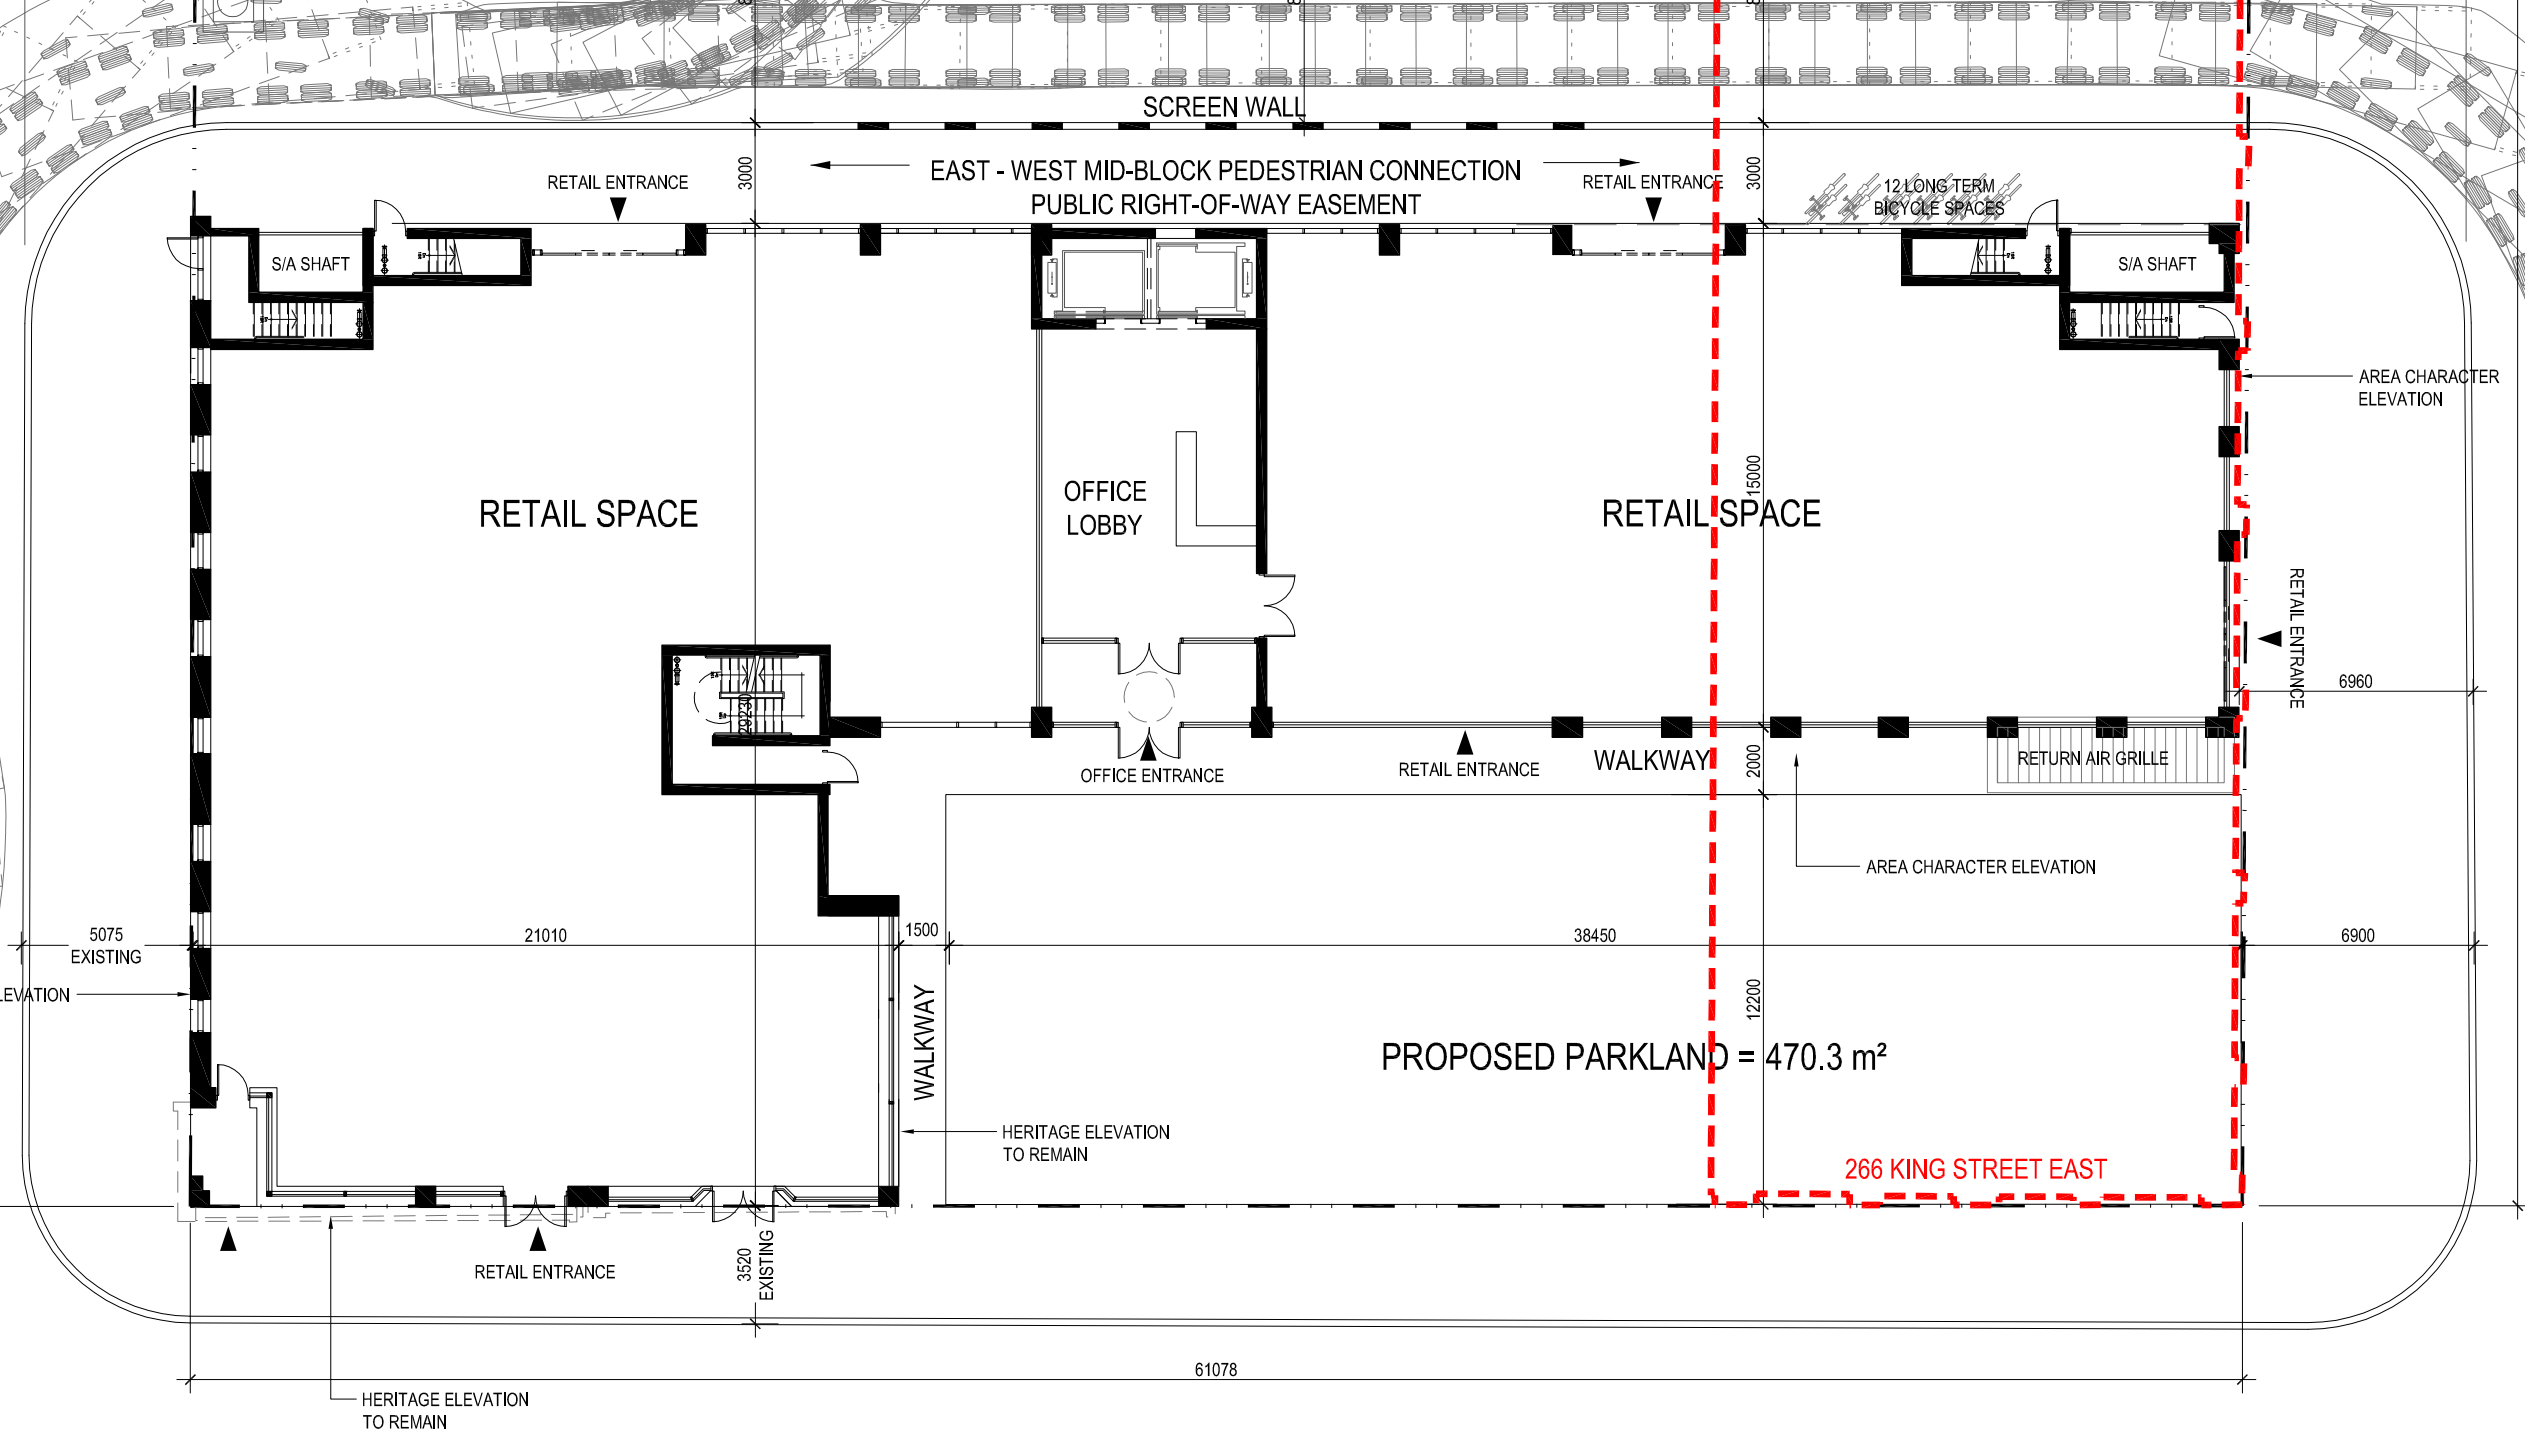 SCREEN WALL
EAST - WEST MID-BLOCK PEDESTRIAN CONNECTION
PUBLIC RIGHT-OF-WAY EASEMENT
3000
RETAIL ENTRANCE
RETAIL ENTRANCE
3000
12 LONG TERM
BICYCLE SPACES
S/A SHAFT
S/A SHAFT
AREA CHARACTER
ELEVATION
RETAIL SPACE
OFFICE
LOBBY
15000
RETAIL SPACE
RETAIL ENTRANCE
6960
29230
OFFICE ENTRANCE
RETAIL ENTRANCE
WALKWAY
2000
RETURN AIR GRILLE
AREA CHARACTER ELEVATION
5075
EXISTING
21010
1500
38450
6900
LEVATION
WALKWAY
12200
PROPOSED PARKLAND = 470.3 m²
HERITAGE ELEVATION
TO REMAIN
266 KING STREET EAST
RETAIL ENTRANCE
3520
EXISTING
61078
HERITAGE ELEVATION
TO REMAIN